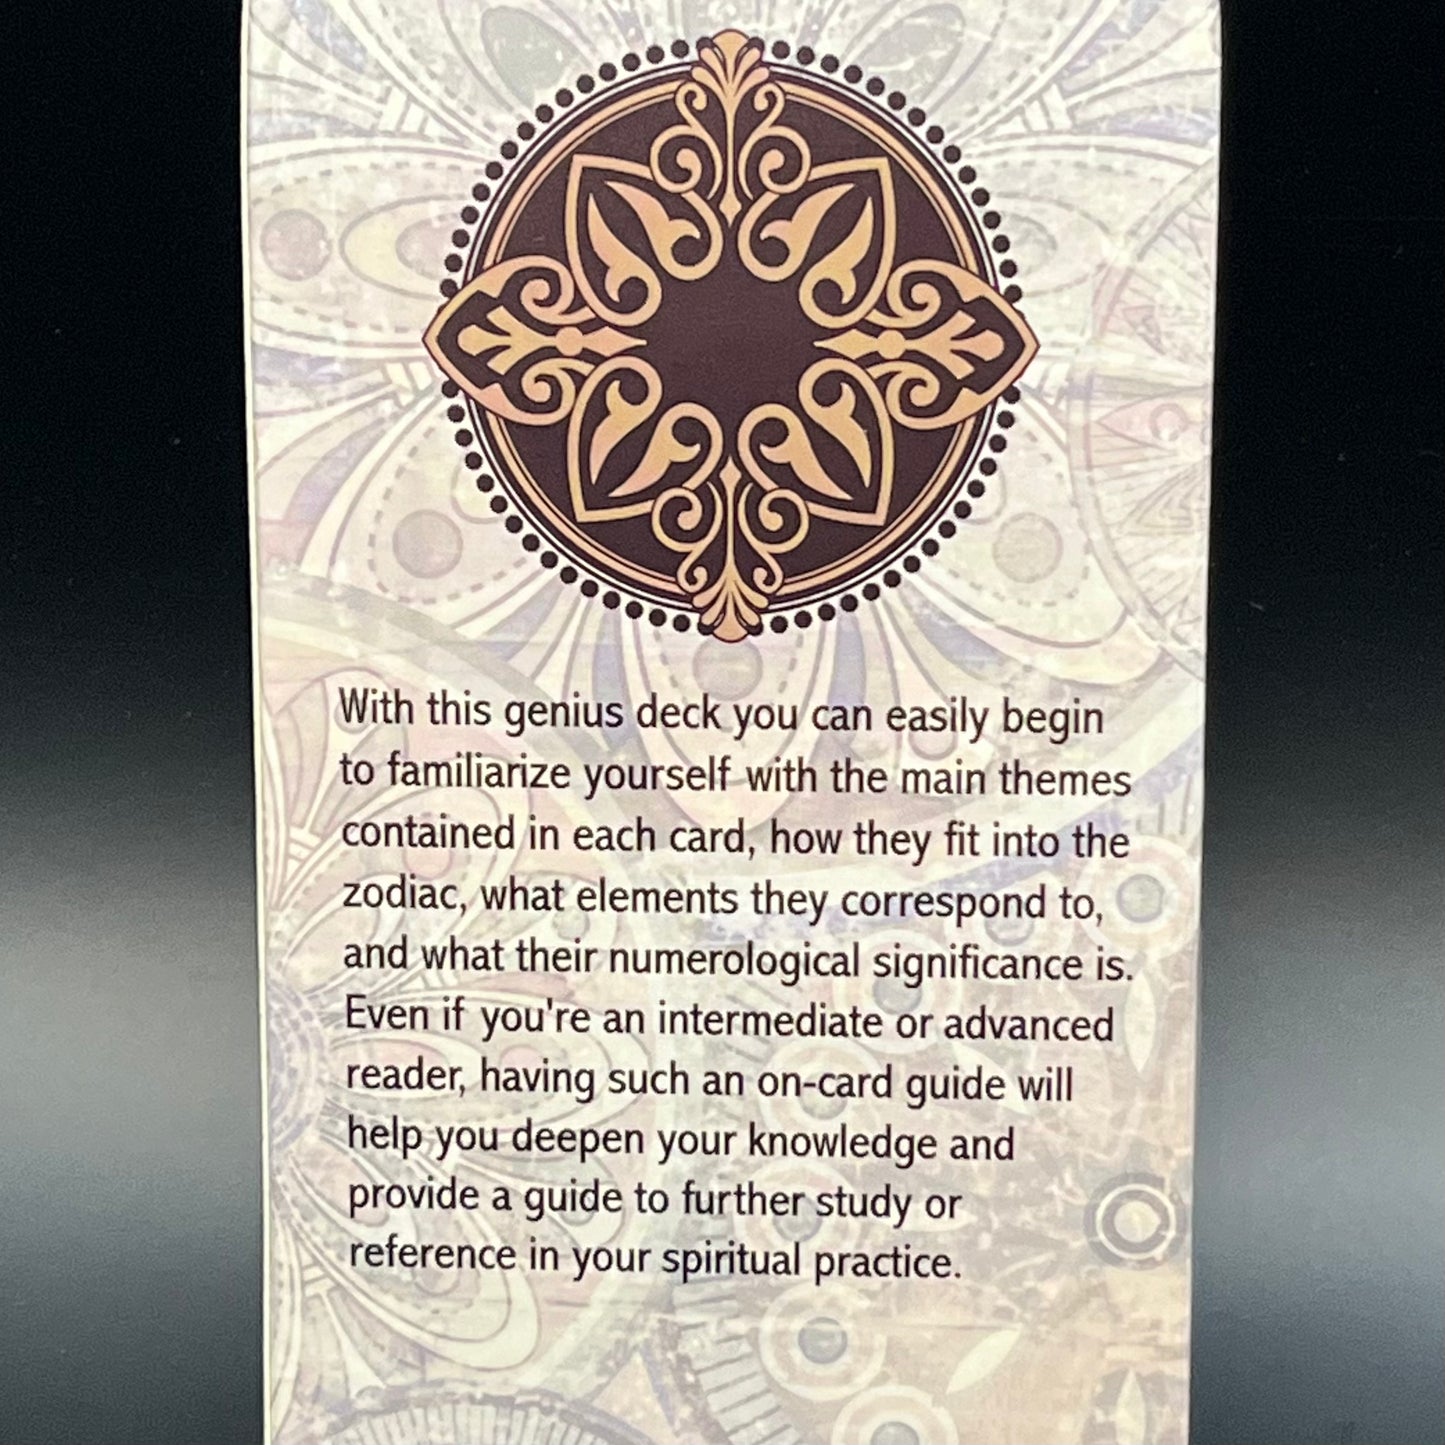 With this genius deck you can easily begin
to familiarize yourself with the main themes
contained in each card, how they fit into the
zodiac, what elements they correspond to,
and what their numerological significance is.
Even if you're an intermediate or advanced
reader, having such an on-card guide will
help you deepen your knowledge and
provide a guide to further study or
reference in your spiritual practice.